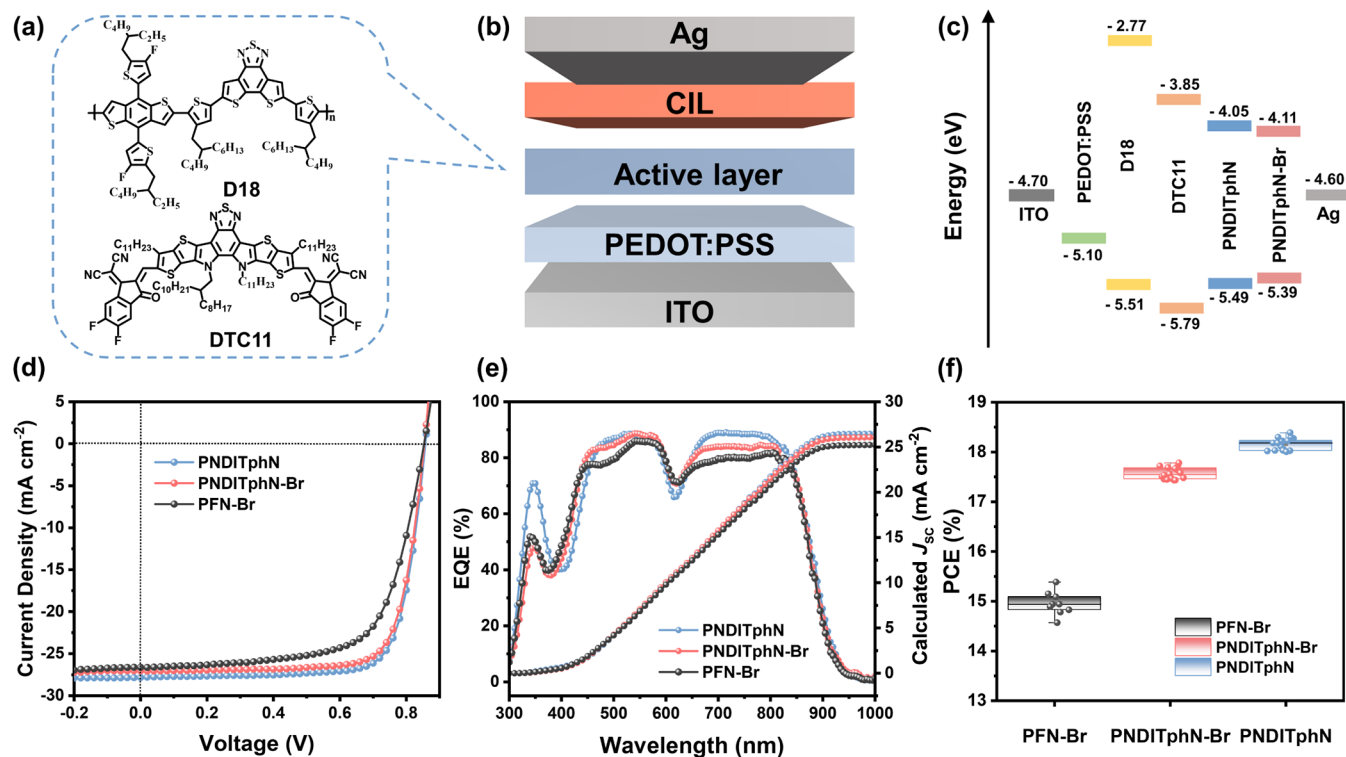 (a)
C4H9
C2H5
F
S
S
N N
S
S
S
S
S
S
n
S
F
C4H9
C2H5
C6H13
C4H9
C6H13
C4H9
D18
S
N N
C11H23
S
S
C11H23
NC
CN
S
N
N
S
CN
NC
O
C10H21
C11H23
C8H17
O
F
F
F
F
DTC11
(b)
Ag
CIL
Active layer
PEDOT:PSS
ITO
(c)
Energy (eV)
- 4.70
ITO
PEDOT:PSS
- 5.10
- 2.77
D18
- 5.51
- 3.85
DTC11
- 5.79
- 4.05
PNDITphN
- 5.49
- 4.11
PNDITphN-Br
- 5.39
- 4.60
Ag
(d)
Current Density (mA cm-2)
5
0
-5
-10
-15
-20
-25
-30
PNDITphN
PNDITphN-Br
PFN-Br
-0.2 0.0 0.2 0.4 0.6 0.8
Voltage (V)
(e)
EQE (%)
100
80
60
40
20
0
PNDITphN
PNDITphN-Br
PFN-Br
30
25
20
15
10
5
0
Calculated Jsc (mA cm-2)
300 400 500 600 700 800 900 1000
Wavelength (nm)
(f)
PCE (%)
19
18
17
16
15
14
13
PFN-Br
PNDITphN-Br
PNDITphN
PFN-Br PNDITphN-Br PNDITphN